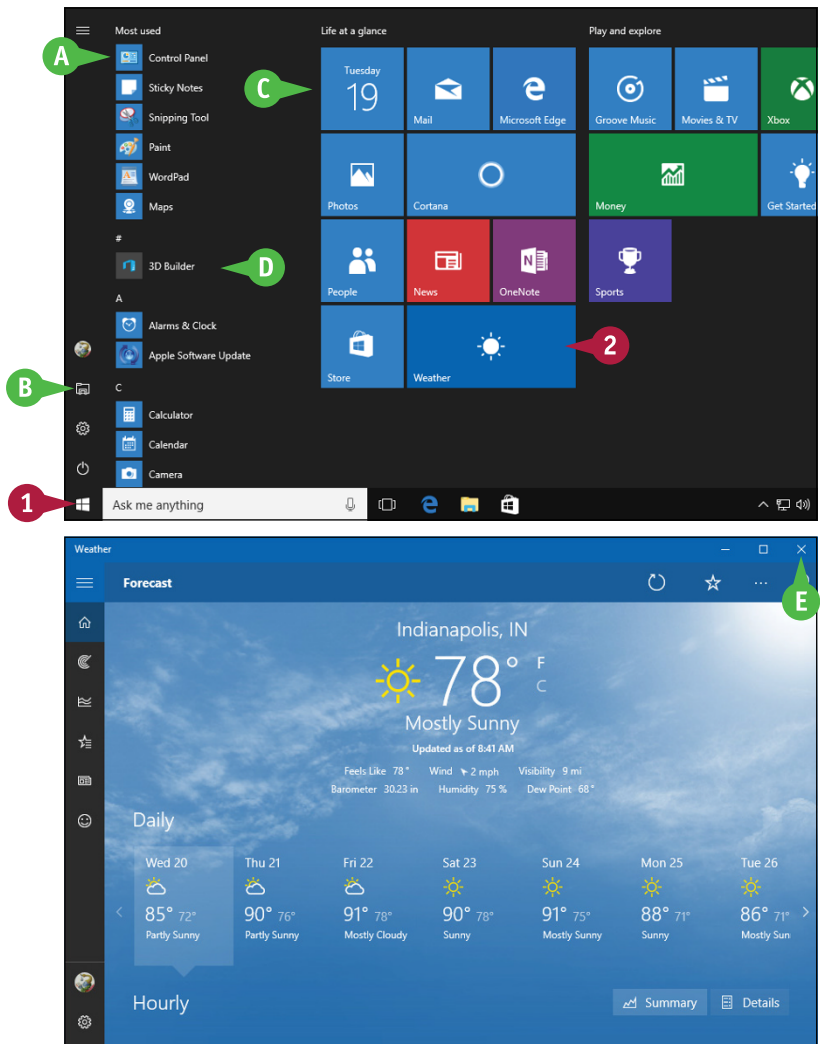 Most used
Life at a glance
Play and explore
A
Control Panel
Sticky Notes
Snipping Tool
Paint
WordPad
Maps
#
3D Builder
D
A
Alarms & Clock
Apple Software Update
B
C
Calculator
Calendar
Camera
C
Tuesday
19
Mail
Microsoft Edge
Groove Music
Movies & TV
Xbox
Photos
Cortana
Money
Get Started
People
News
N
OneNote
Sports
Store
Weather
2
1
Ask me anything
Weather
Forecast
E
Indianapolis, IN
78° F
C
Mostly Sunny
Updated as of 8:41 AM
Feels Like 78° Wind 2 mph Visibility 9 mi
Barometer 30.23 in Humidity 75 % Dew Point 68°
Daily
Wed 20 Thu 21 Fri 22 Sat 23 Sun 24 Mon 25 Tue 26
85° 72° 90° 76° 91° 78° 90° 78° 91° 75° 88° 71° 86° 71°
Partly Sunny Partly Sunny Mostly Cloudy Sunny Mostly Sunny Sunny Mostly Sun
Hourly
Summary Details